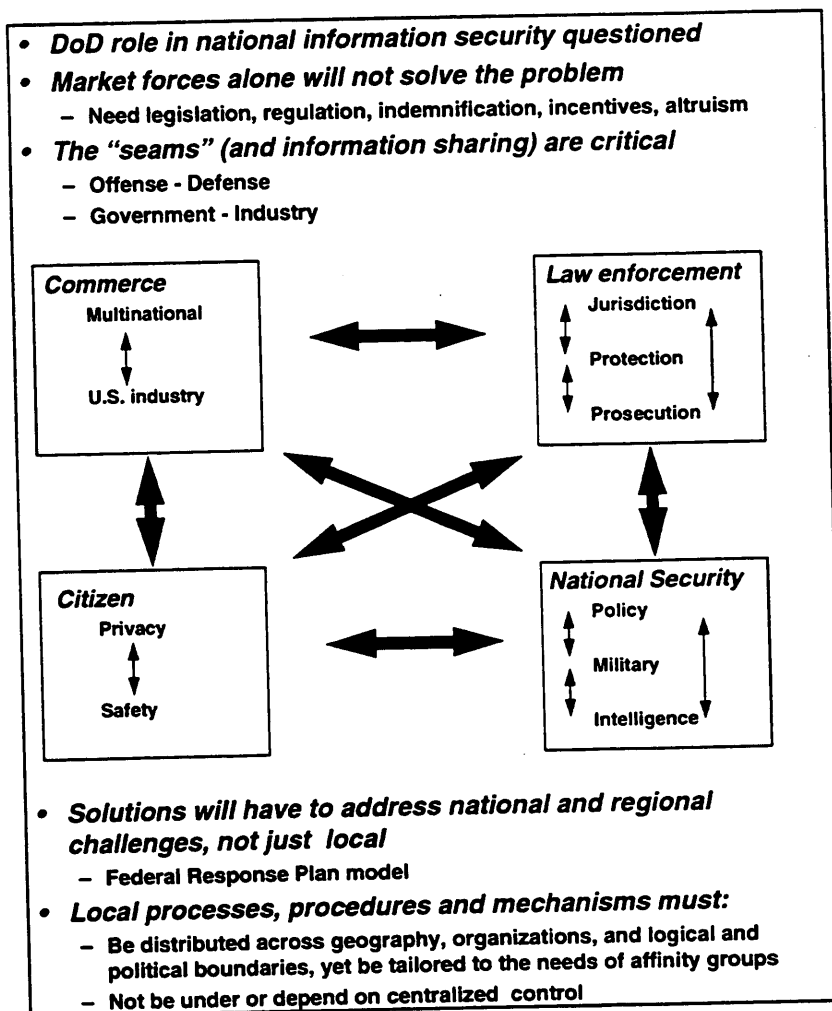 • DoD role in national information security questioned
• Market forces alone will not solve the problem
– Need legislation, regulation, indemnification, incentives, altruism
• The “seams” (and information sharing) are critical
– Offense - Defense
– Government - Industry
Commerce
Multinational
U.S. industry
Law enforcement
Jurisdiction
Protection
Prosecution
Citizen
Privacy
Safety
National Security
Policy
Military
Intelligence
• Solutions will have to address national and regional
challenges, not just local
– Federal Response Plan model
• Local processes, procedures and mechanisms must:
– Be distributed across geography, organizations, and logical and
political boundaries, yet be tailored to the needs of affinity groups
– Not be under or depend on centralized control